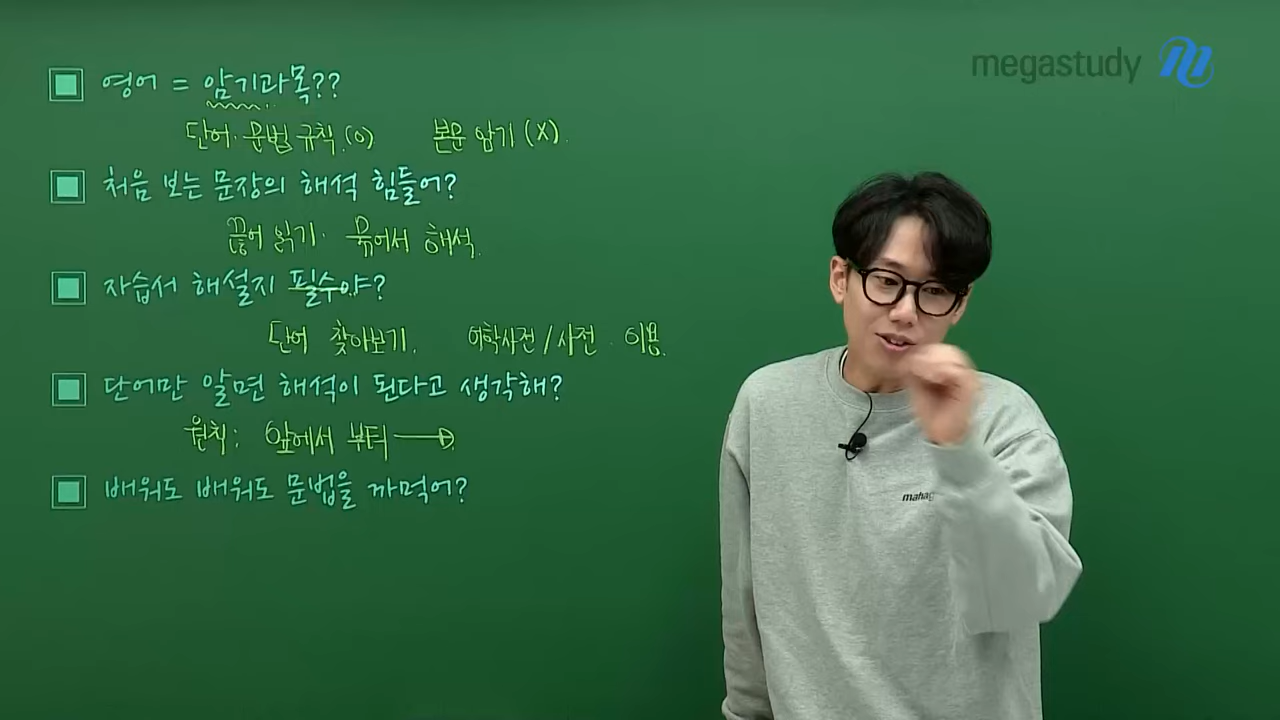 megastudy
영어 = 암기과목??
단어·문법 규칙.(O) 본문 암기(X).
처음 보는 문장의 해석 힘들어?
끊어 읽기. 묶어서 해석.
자습서 해설지 필수야?
단어 찾아보기. 어학사전/사전. 이용.
단어만 알면 해석이 된다고 생각해?
원칙: 앞에서 부터 →
배워도 배워도 문법을 까먹어?